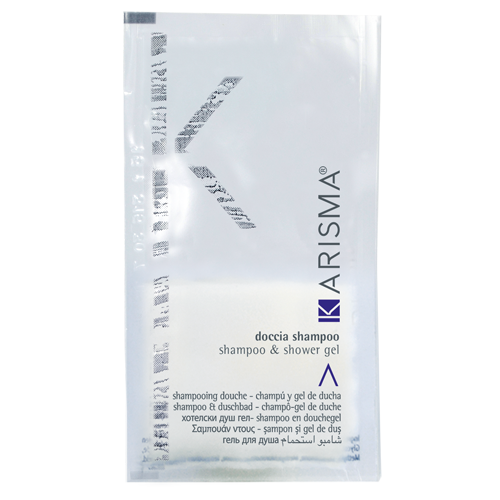 KARISMA®
doccia shampoo
shampoo & shower gel
shampooing douche - champú y gel de ducha
shampoo & duschbad - champô-gel de duche
хотелски душ гел- shampoo en douchegel
Σαμπουάν ντους - şampon şi gel de duş
гель для душа - شامبو استحمام